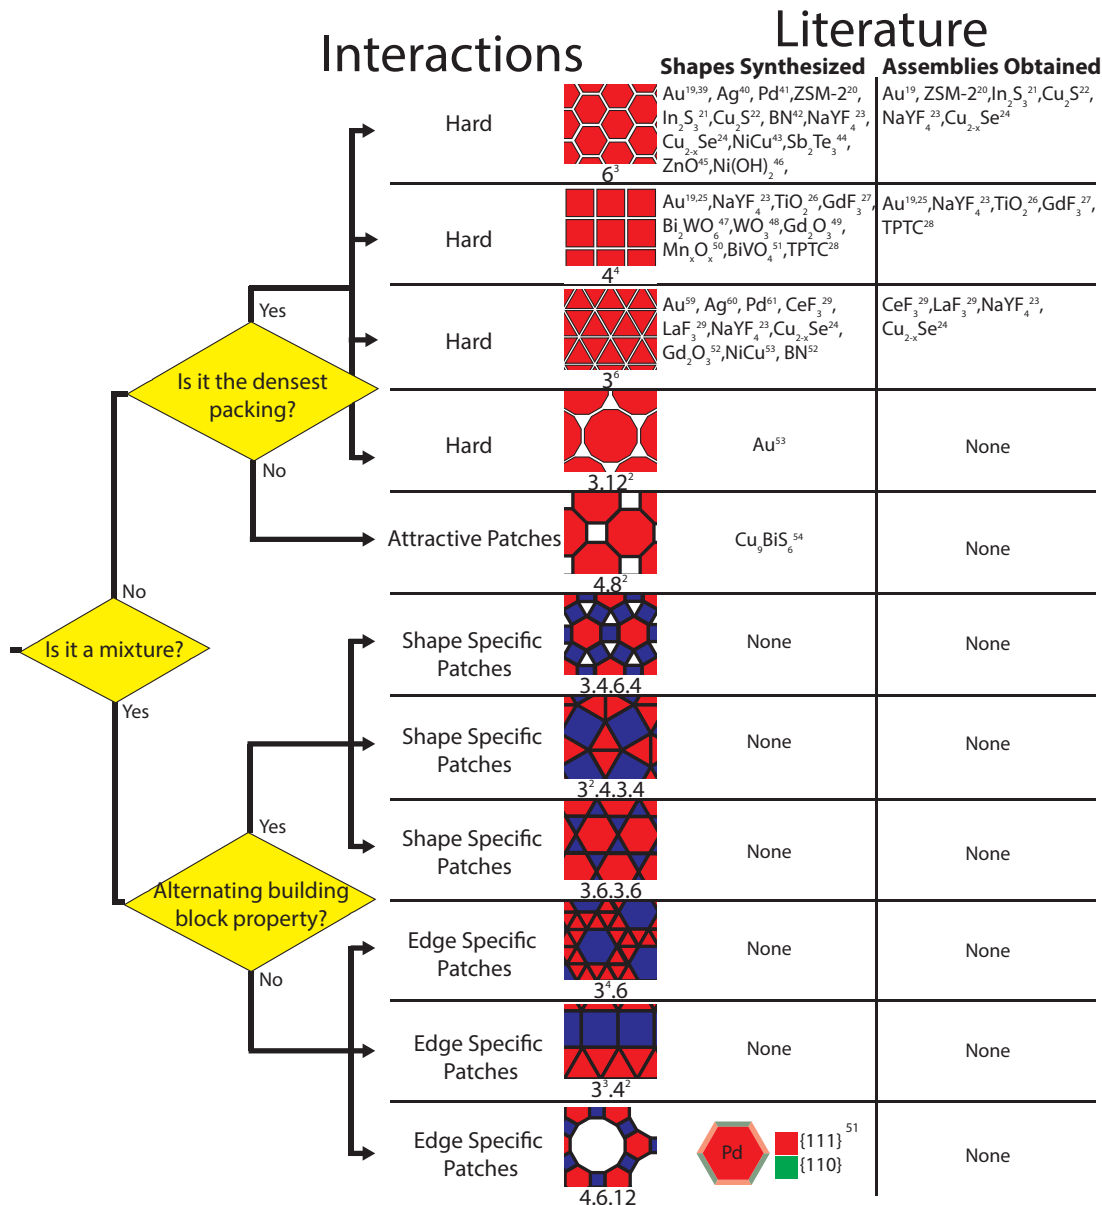 Interactions
Literature
Shapes Synthesized
Assemblies Obtained
Hard
6³
Au¹⁹,³⁹, Ag⁴⁰, Pd⁴¹,ZSM-2²⁰,
In₂S₃²¹,Cu₂S²², BN⁴²,NaYF₄²³,
Cu₂₋ₓSe²⁴,NiCu⁴³,Sb₂Te₃⁴⁴,
ZnO⁴⁵,Ni(OH)₂⁴⁶,
Au¹⁹, ZSM-2²⁰,In₂S₃²¹,Cu₂S²²,
NaYF₄²³,Cu₂₋ₓSe²⁴
Hard
4⁴
Au¹⁹,²⁵,NaYF₄²³,TiO₂²⁶,GdF₃²⁷,
Bi₂WO₆⁴⁷,WO₃⁴⁸,Gd₂O₃⁴⁹,
MnₓOₓ⁵⁰,BiVO₄⁵¹,TPTC²⁸
Au¹⁹,²⁵,NaYF₄²³,TiO₂²⁶,GdF₃²⁷,
TPTC²⁸
Yes
Is it the densest
packing?
No
Hard
3⁶
Au⁵⁹, Ag⁶⁰, Pd⁶¹, CeF₃²⁹,
LaF₃²⁹,NaYF₄²³,Cu₂₋ₓSe²⁴,
Gd₂O₃⁵²,NiCu⁵³, BN⁵²
CeF₃²⁹,LaF₃²⁹,NaYF₄²³,
Cu₂₋ₓSe²⁴
Hard
3.12²
Au⁵³
None
Attractive Patches
4.8²
Cu₉BiS₆⁵⁴
None
No
Is it a mixture?
Yes
Shape Specific
Patches
3.4.6.4
None
None
Shape Specific
Patches
3².4.3.4
None
None
Yes
Alternating building
block property?
No
Shape Specific
Patches
3.6.3.6
None
None
Edge Specific
Patches
3⁴.6
None
None
Edge Specific
Patches
3³.4²
None
None
Edge Specific
Patches
4.6.12
Pd
{111} ⁵¹
{110}
None